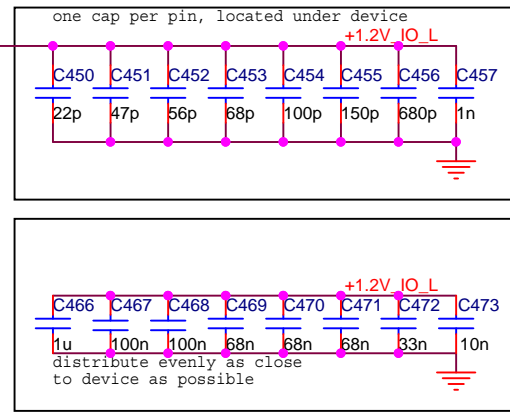 one cap per pin, located under device
+1.2V_IO_L
C450 C451 C452 C453 C454 C455 C456 C457
22p 47p 56p 68p 100p 150p 680p 1n
+1.2V_IO_L
C466 C467 C468 C469 C470 C471 C472 C473
1u 100n 100n 68n 68n 68n 33n 10n
distribute evenly as close
to device as possible